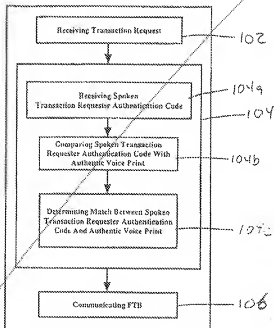 Receiving Transaction Request
102
Receiving Spoken
Transaction Requester Authentication Code
104a
104
Comparing Spoken Transaction
Requester Authentication Code With
Authentic Voice Print
104b
Determining Match Between Spoken
Transaction Requester Authentication
Code And Authentic Voice Print
104c
Communicating FTB
106